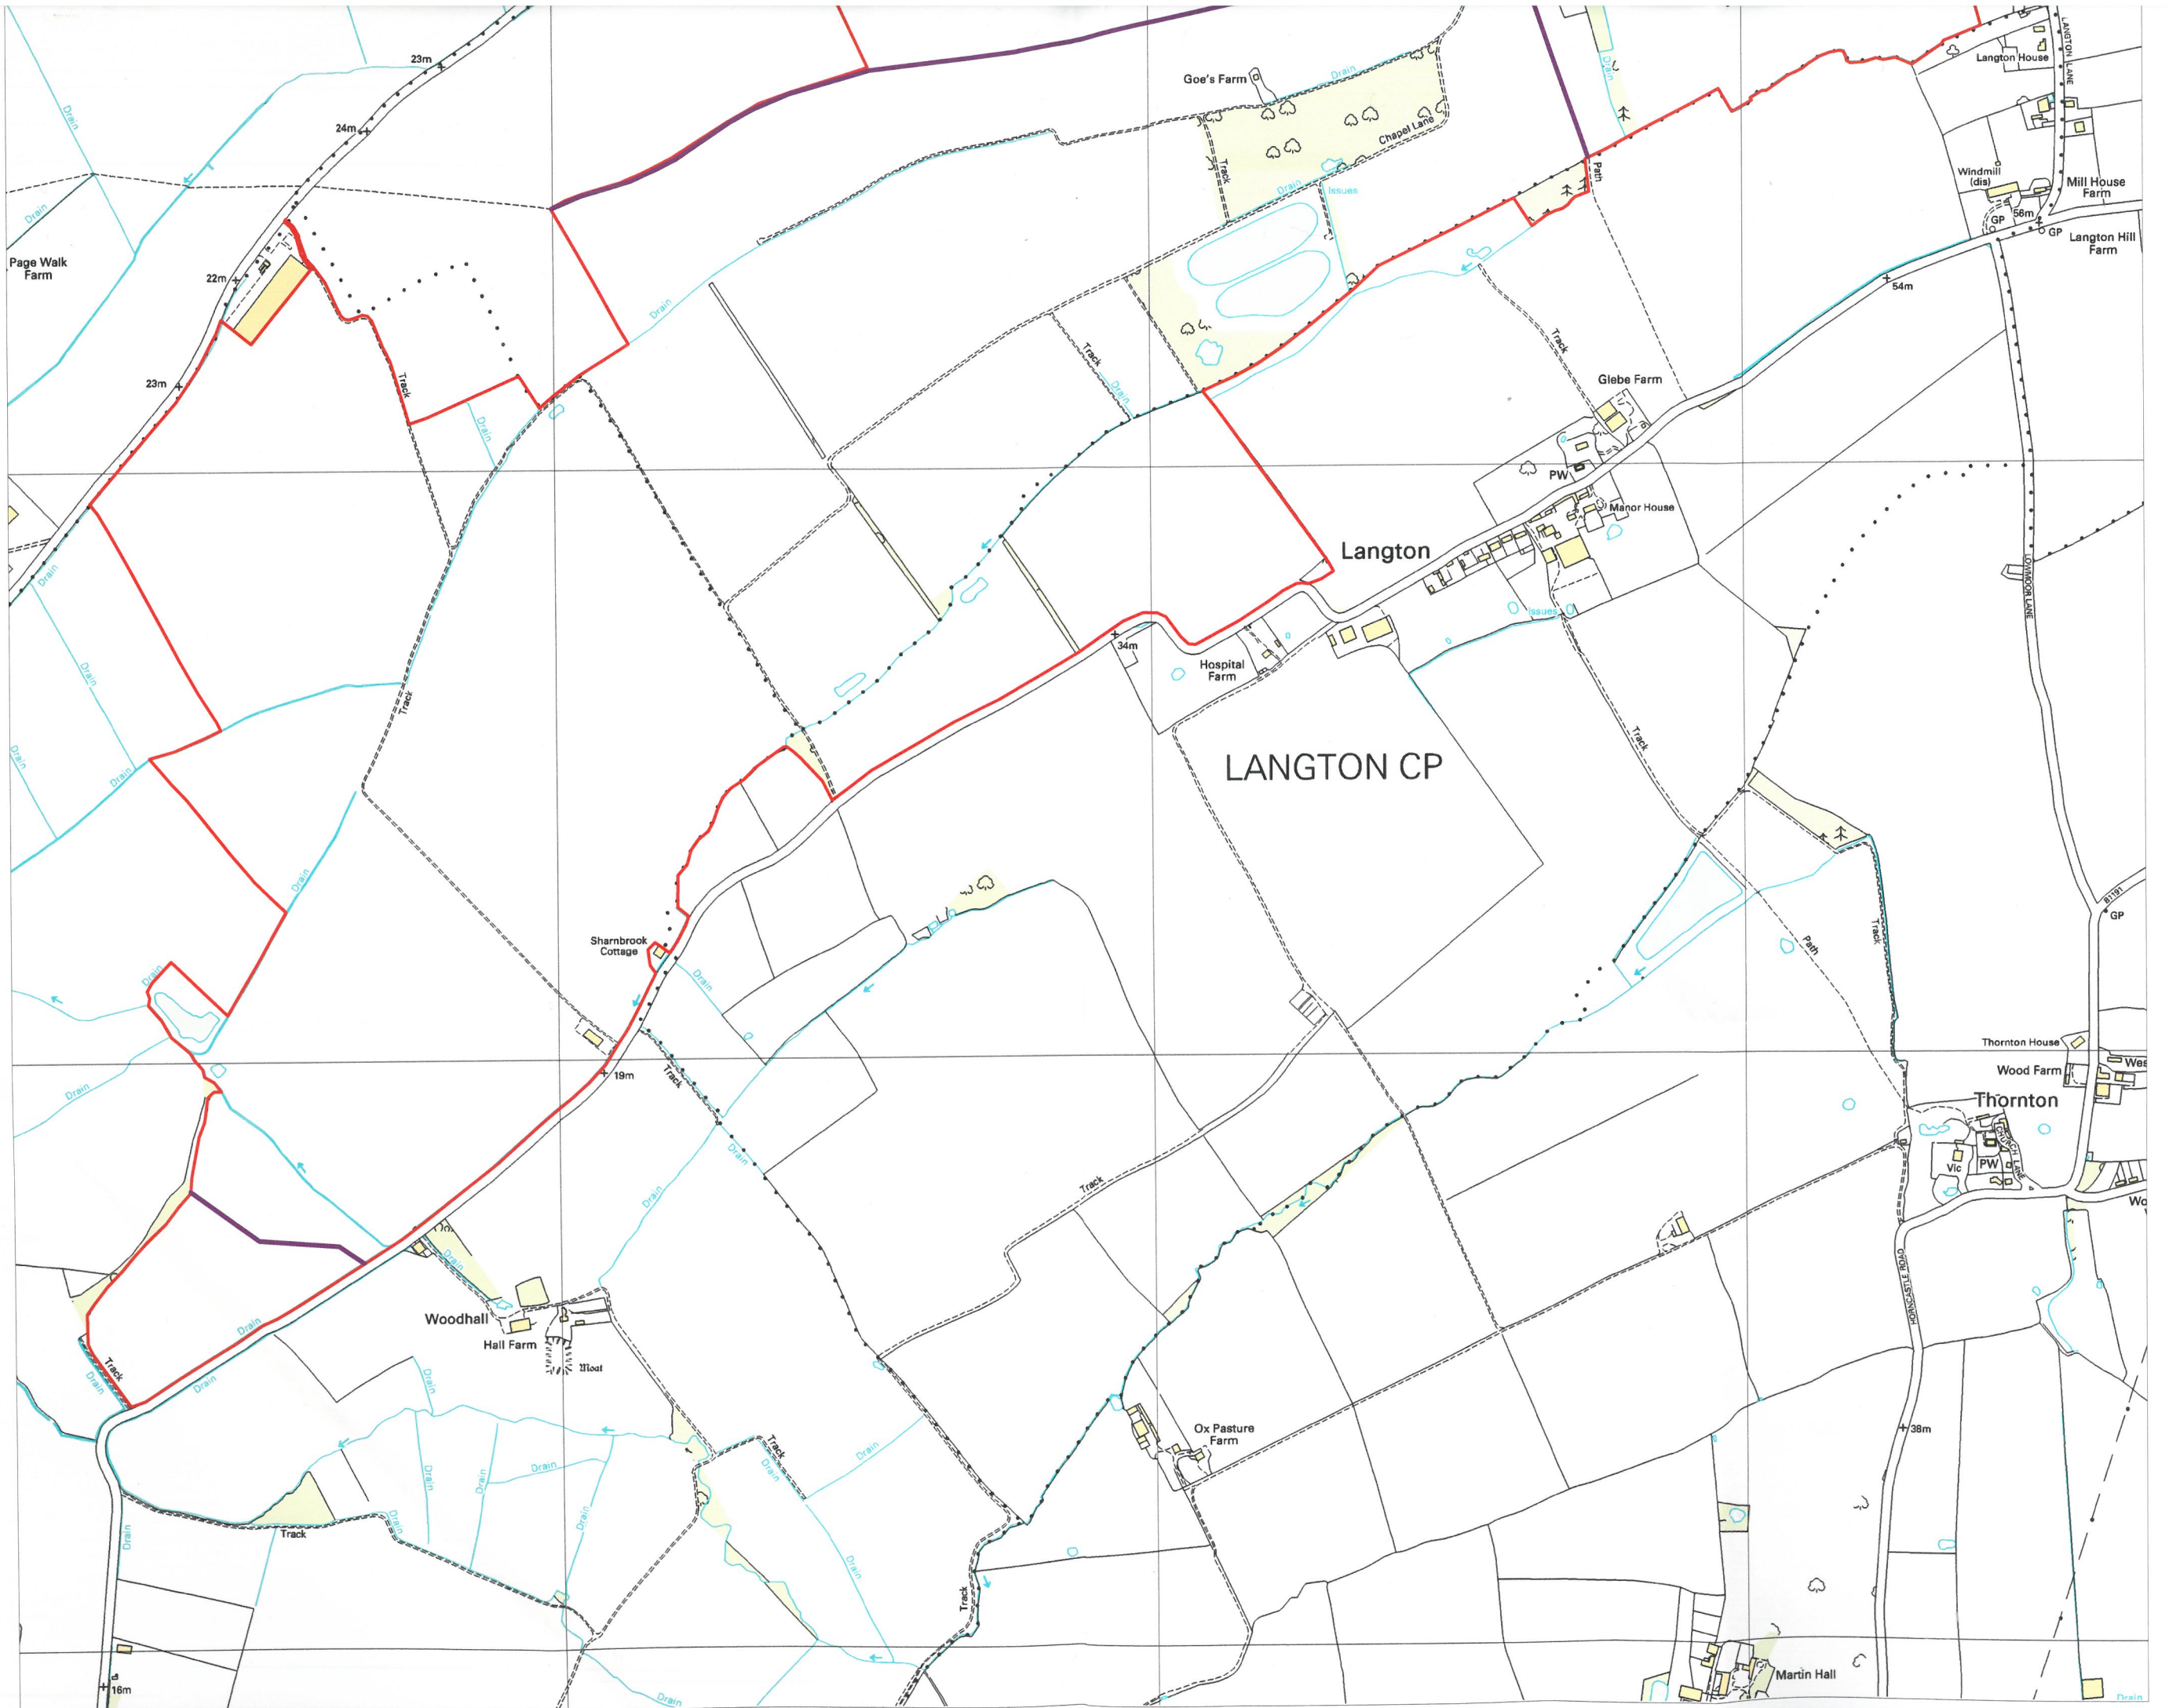 23m
LANGTON LANE
Langton House
Goe's Farm
Drain
Drain
Drain
24m
Chapel Lane
Track
Path
Windmill
(dis)
Mill House
Farm
Drain
Issues
56m
GP
GP
Langton Hill
Farm
Drain
Page Walk
Farm
22m
54m
Drain
Track
Track
23m
Track
Drain
Glebe Farm
Drain
PW
Manor House
Langton
Drain
LOWMOOR LANE
Issues
34m
Hospital
Farm
Drain
Track
Track
Drain
Drain
LANGTON CP
Drain
B1191
GP
Sharnbrook
Cottage
Track
Path
Drain
Drain
Thornton House
Wood Farm
Wes
19m
Track
Drain
Thornton
CHURCH LANE
Drain
Vic
PW
Track
Drain
Wo
Drain
Woodhall
Hall Farm
Moat
HORNCASTLE ROAD
Drain
Track
Drain
Drain
Drain
Ox Pasture
Farm
38m
Track
Drain
Drain
Drain
Drain
Drain
Drain
Track
Drain
Drain
Drain
Track
Martin Hall
16m
Drain
Drain